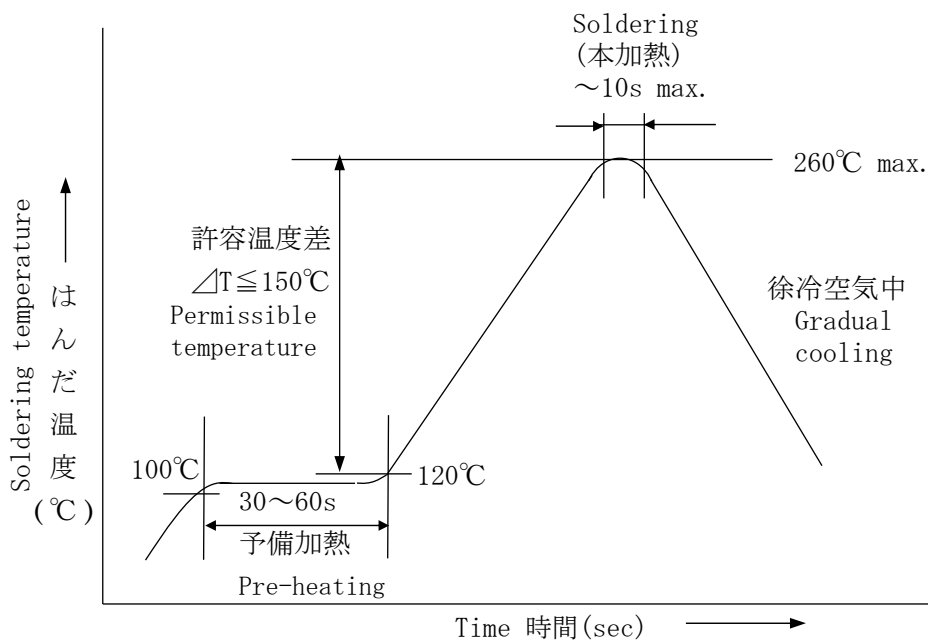 Soldering
(本加熱)
～10s max.
260℃ max.
許容温度差
⊿T≦150℃
Permissible
temperature
徐冷空気中
Gradual
cooling
Soldering temperature
はんだ温度
(℃)
100℃
120℃
30～60s
予備加熱
Pre-heating
Time 時間(sec)